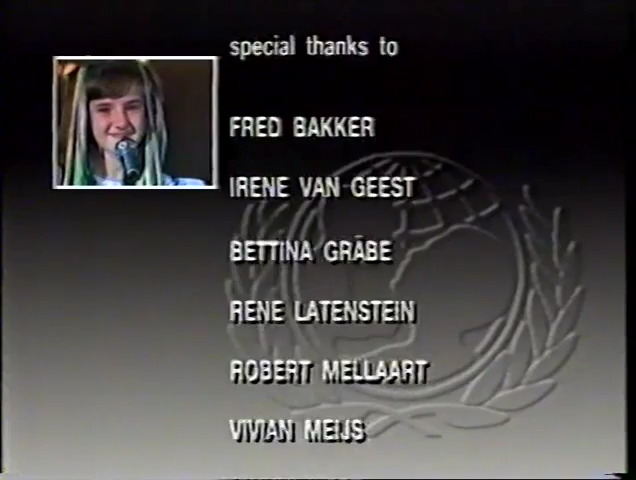 special thanks to
FRED BAKKER
IRENE VAN GEEST
BETTINA GRÄBE
RENE LATENSTEIN
ROBERT MELLAART
VIVIAN MEIJS